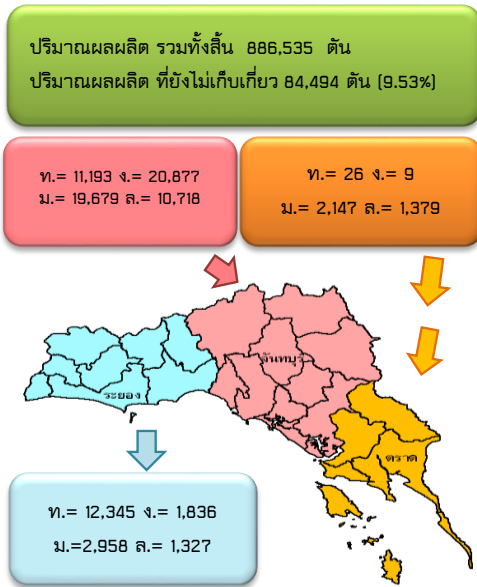 ปริมาณผลผลิต รวมทั้งสิ้น 886,535 ตัน
ปริมาณผลผลิต ที่ยังไม่เก็บเกี่ยว 84,494 ตัน (9.53%)
ท.= 11,193 ง.= 20,877
ม.= 19,679 ล.= 10,718
ท.= 26 ง.= 9
ม.= 2,147 ล.= 1,379
จันทบุรี
ระยอง
ตราด
ท.= 12,345 ง.= 1,836
ม.=2,958 ล.= 1,327